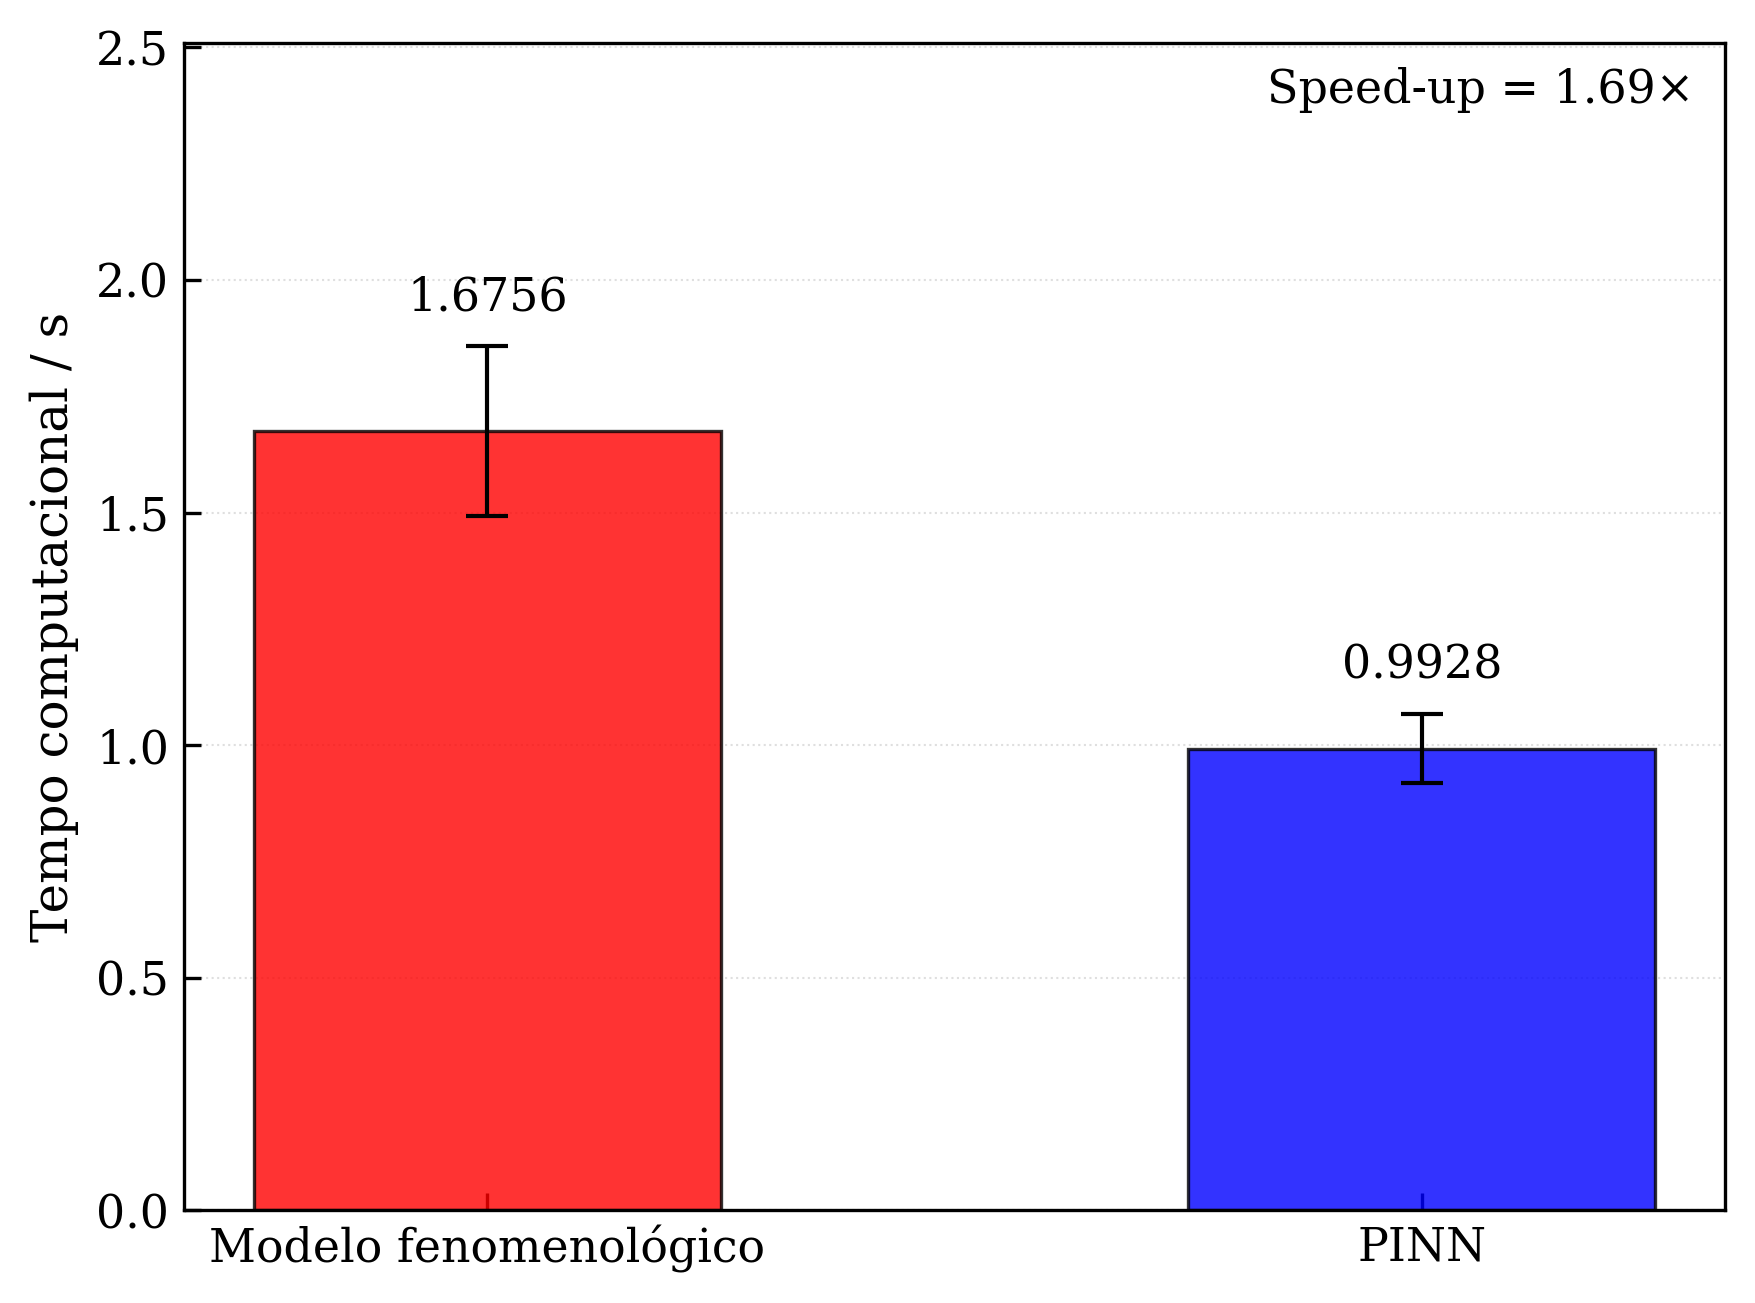 Speed-up = 1.69×
Tempo computacional / s
2.5
2.0
1.5
1.0
0.5
0.0
1.6756
0.9928
Modelo fenomenológico
PINN